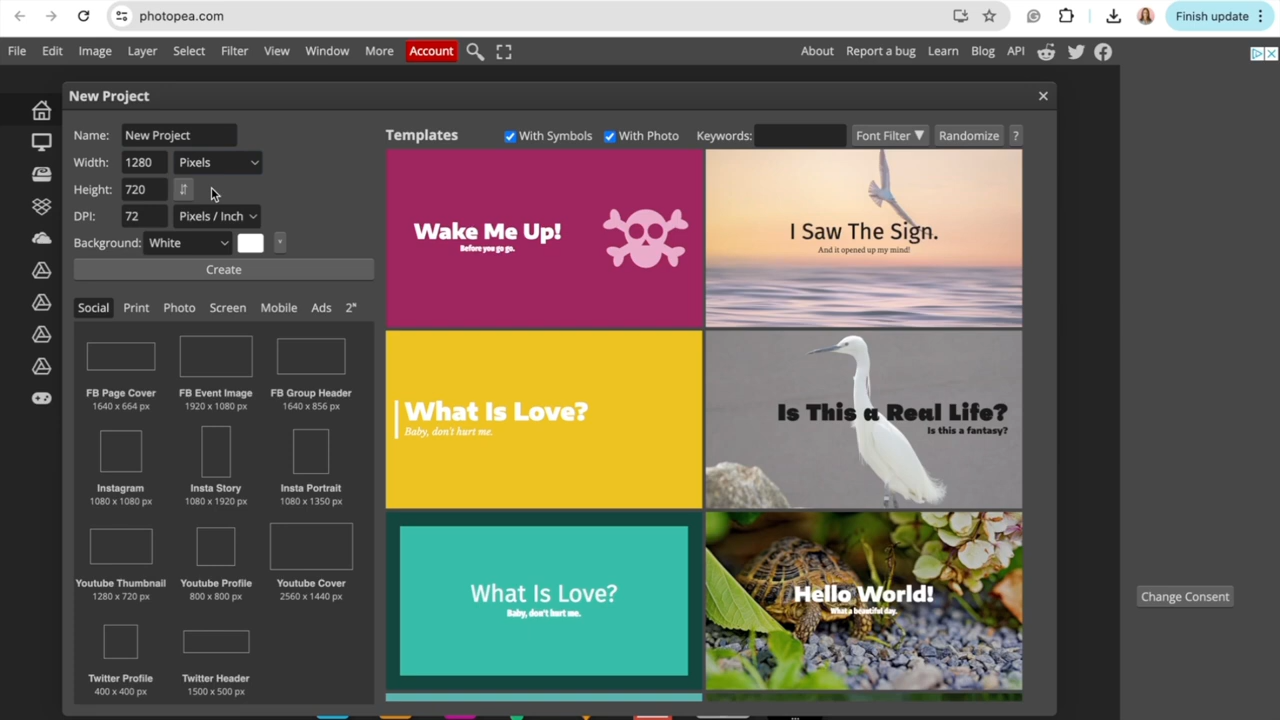 photopea.com
Finish update
File Edit Image Layer Select Filter View Window More Account
About Report a bug Learn Blog API
New Project
Name: New Project
Width: 1280 Pixels
Height: 720
DPI: 72 Pixels / Inch
Background: White
Create
Social Print Photo Screen Mobile Ads 2ⁿ
FB Page Cover FB Event Image FB Group Header
1640 x 664 px 1920 x 1080 px 1640 x 856 px
Instagram Insta Story Insta Portrait
1080 x 1080 px 1080 x 1920 px 1080 x 1350 px
Youtube Thumbnail Youtube Profile Youtube Cover
1280 x 720 px 800 x 800 px 2560 x 1440 px
Twitter Profile Twitter Header
400 x 400 px 1500 x 500 px
Templates With Symbols With Photo Keywords: Font Filter ▼ Randomize ?
Wake Me Up!
Before you go go.
I Saw The Sign.
And it opened up my mind!
What Is Love?
Baby, don't hurt me.
Is This a Real Life?
Is this a fantasy?
What Is Love?
Baby, don't hurt me.
Hello World!
What a beautiful day.
Change Consent